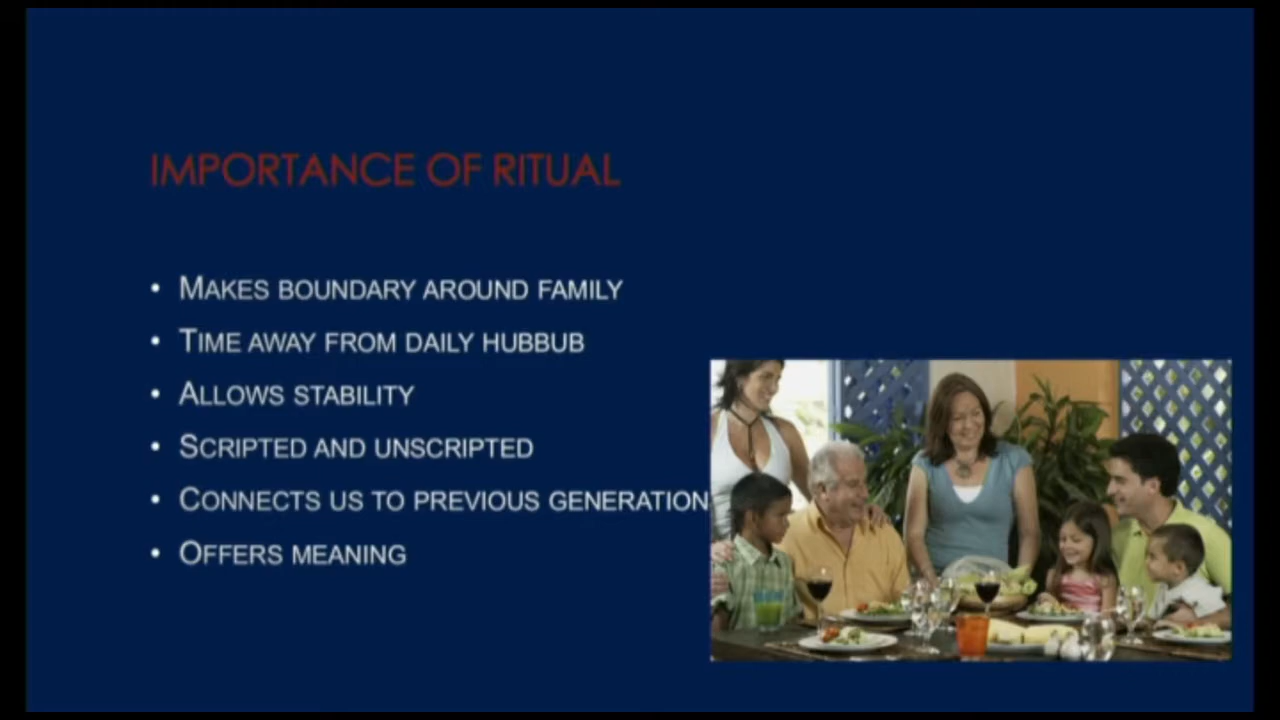 IMPORTANCE OF RITUAL
• MAKES BOUNDARY AROUND FAMILY
• TIME AWAY FROM DAILY HUBBUB
• ALLOWS STABILITY
• SCRIPTED AND UNSCRIPTED
• CONNECTS US TO PREVIOUS GENERATION
• OFFERS MEANING